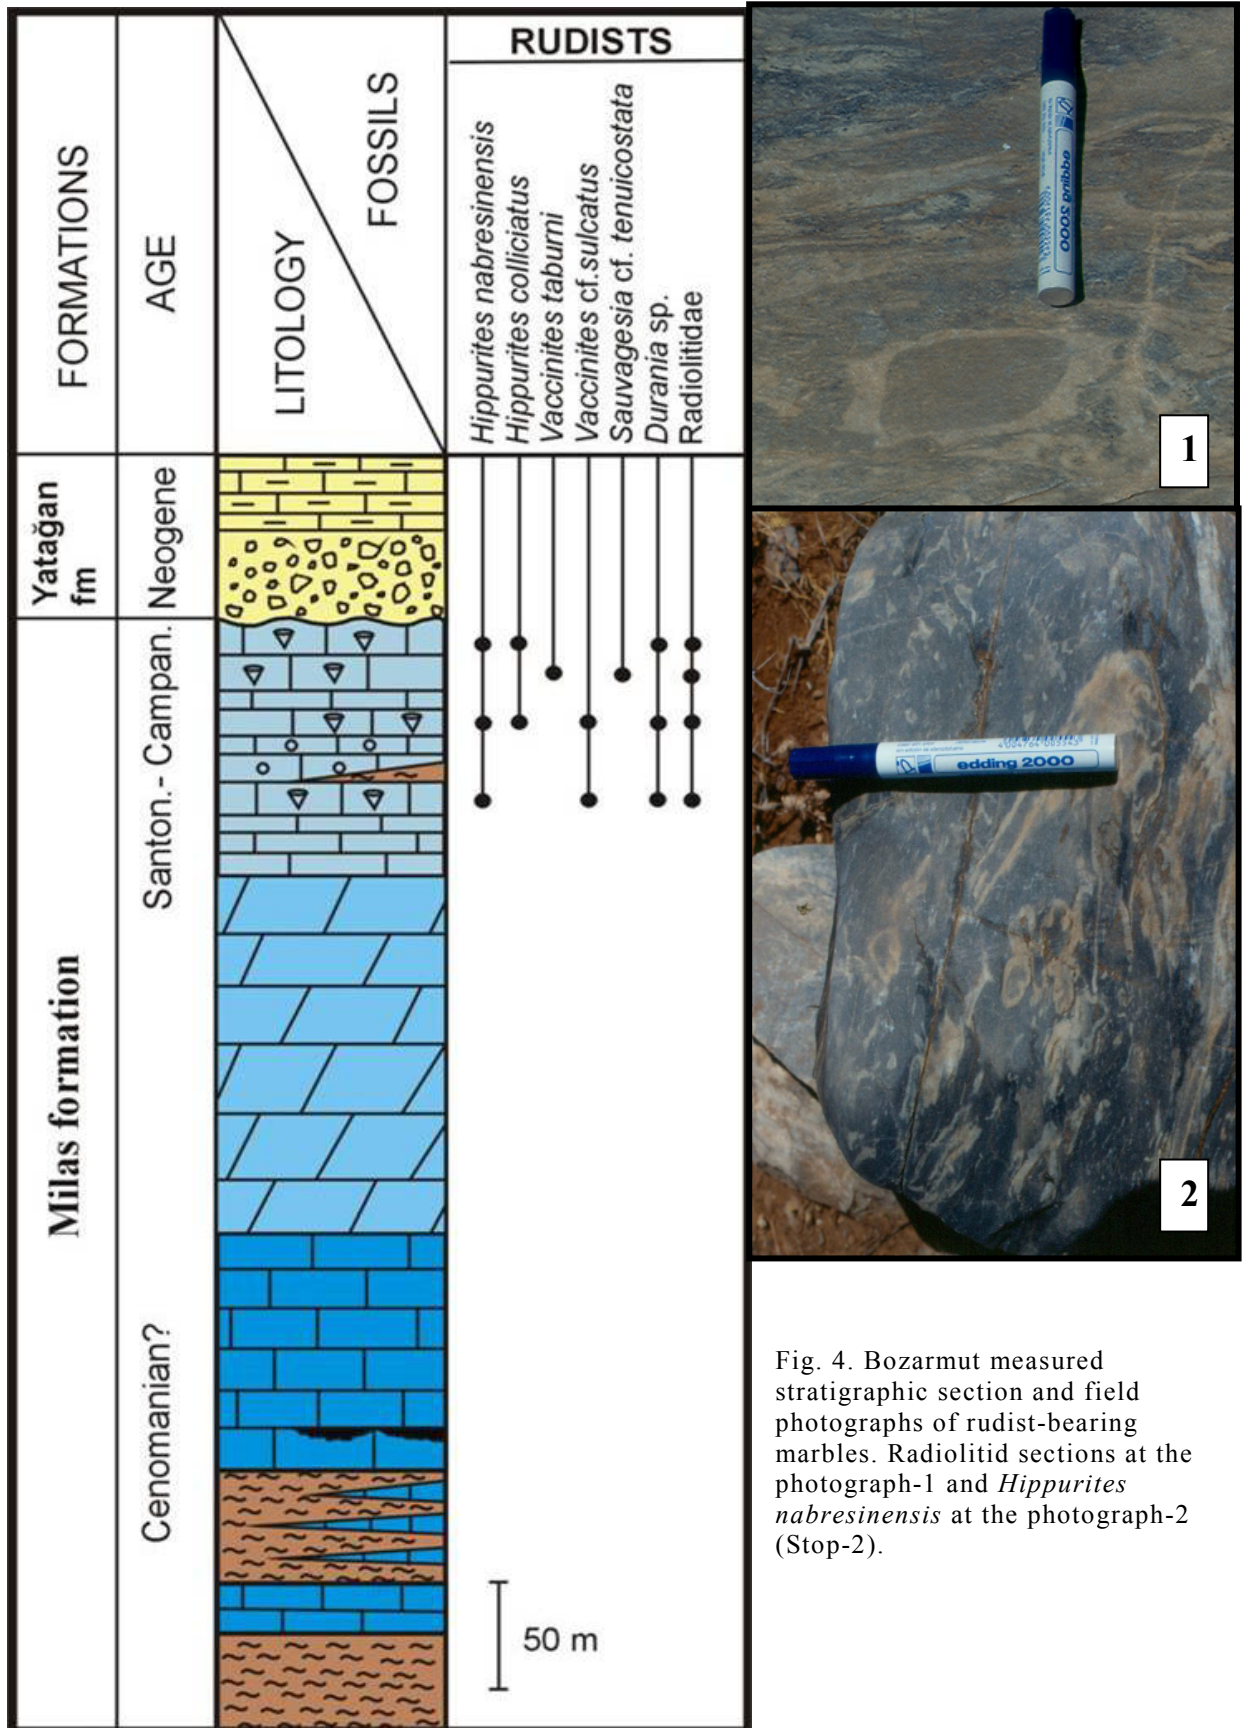 FORMATIONS
AGE
LITOLOGY
FOSSILS
RUDISTS
Hippurites nabresinensis
Hippurites colliciatus
Vaccinites taburni
Vaccinites cf.sulcatus
Sauvagesia cf. tenuicostata
Durania sp.
Radiolitidae
Yatağan
fm
Neogene
Milas formation
Santon.- Campan.
Cenomanian?
50 m
edding 2000
1
edding 2000
4 004764 005543
2
Fig. 4. Bozarmut measured
stratigraphic section and field
photographs of rudist-bearing
marbles. Radiolitid sections at the
photograph-1 and Hippurites
nabresinensis at the photograph-2
(Stop-2).